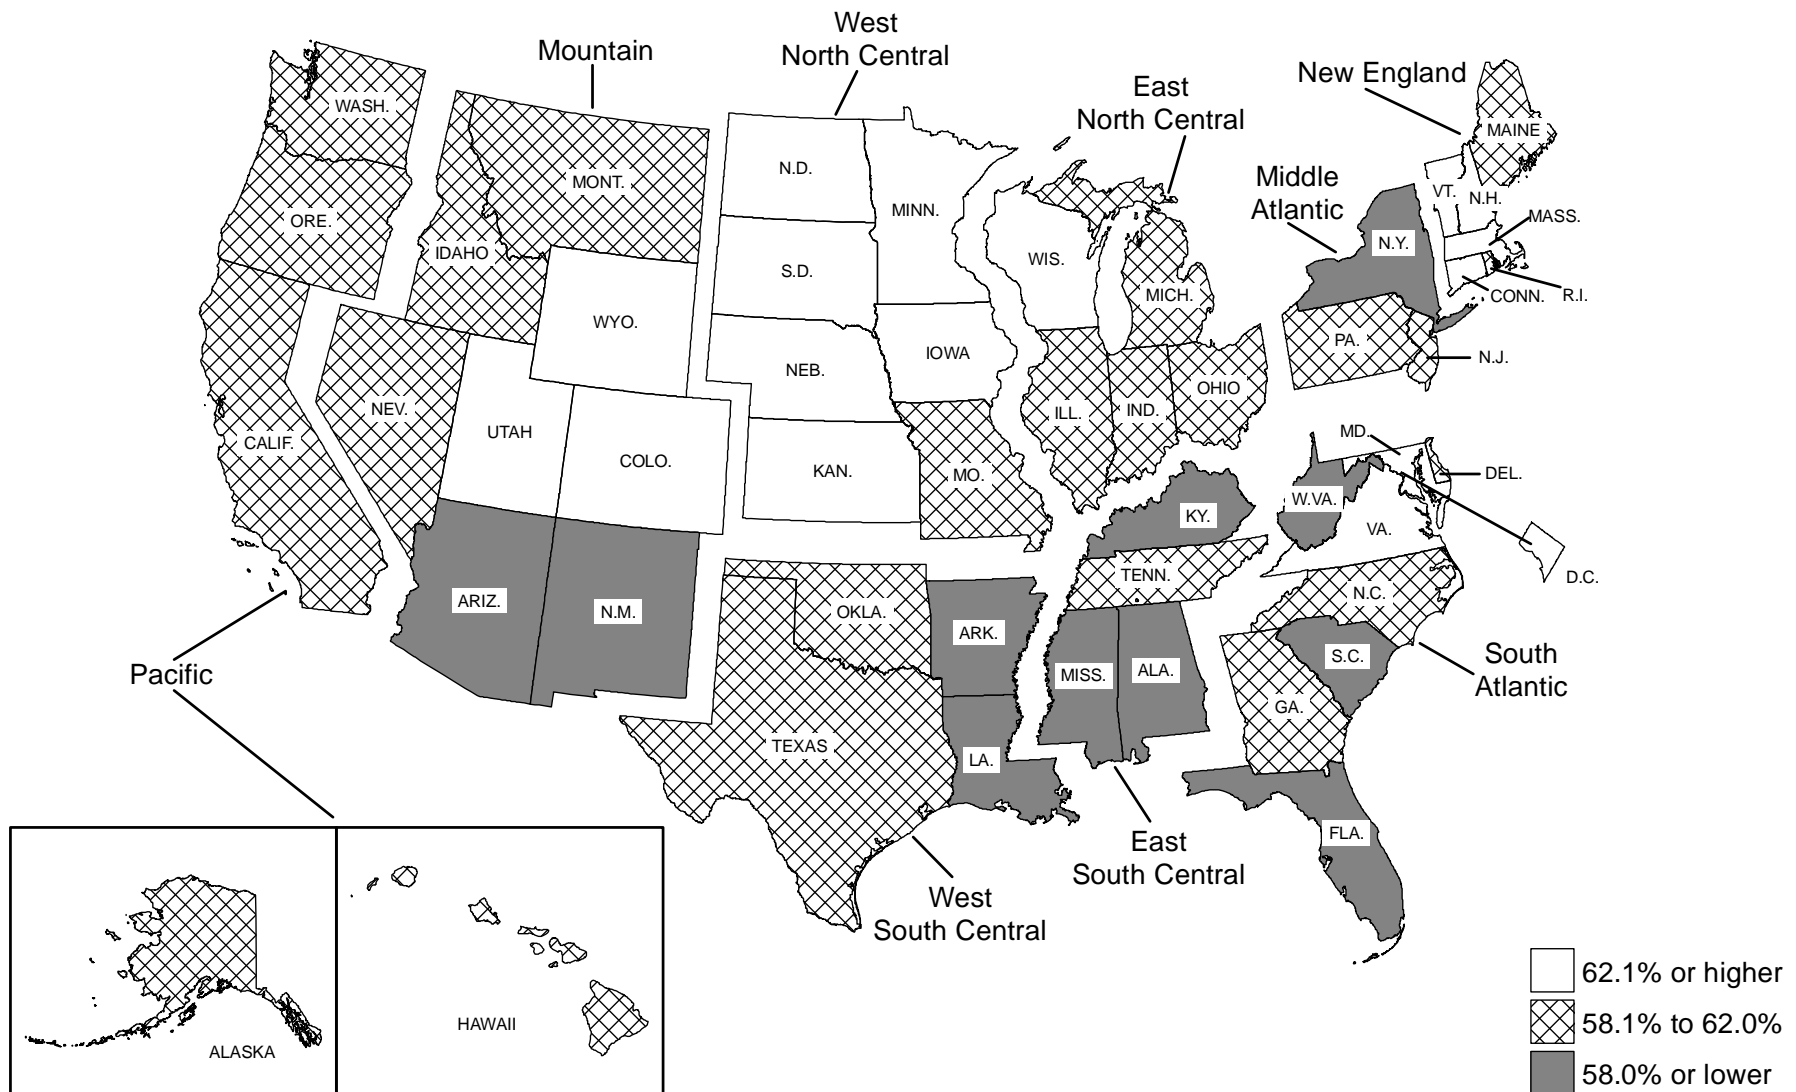 West
North Central
Mountain
New England
East
North Central
WASH.
MAINE
MONT.
N.D.
MINN.
Middle
Atlantic
VT.
N.H.
MASS.
ORE.
IDAHO
N.Y.
WIS.
S.D.
MICH.
CONN.
R.I.
WYO.
PA.
N.J.
IOWA
NEB.
OHIO
NEV.
ILL.
IND.
UTAH
CALIF.
MD.
COLO.
KAN.
MO.
DEL.
W.VA.
KY.
VA.
TENN.
D.C.
ARIZ.
N.M.
OKLA.
N.C.
ARK.
S.C.
South
Atlantic
Pacific
MISS.
ALA.
GA.
TEXAS
LA.
FLA.
East
South Central
West
South Central
HAWAII
ALASKA
62.1% or higher
58.1% to 62.0%
58.0% or lower